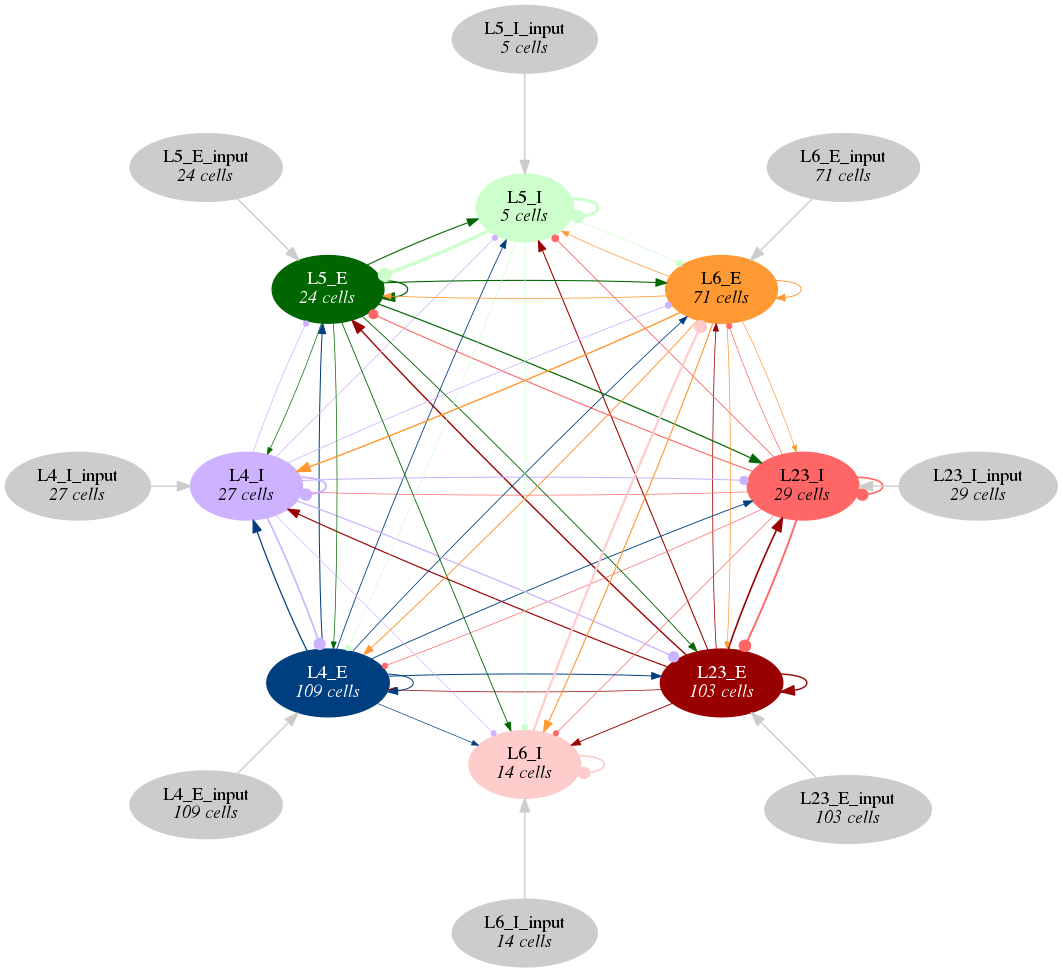 L5_I_input
5 cells
L5_E_input
24 cells
L6_E_input
71 cells
L5_I
5 cells
L5_E
24 cells
L6_E
71 cells
L4_I_input
27 cells
L4_I
27 cells
L23_I
29 cells
L23_I_input
29 cells
L4_E
109 cells
L23_E
103 cells
L6_I
14 cells
L4_E_input
109 cells
L23_E_input
103 cells
L6_I_input
14 cells